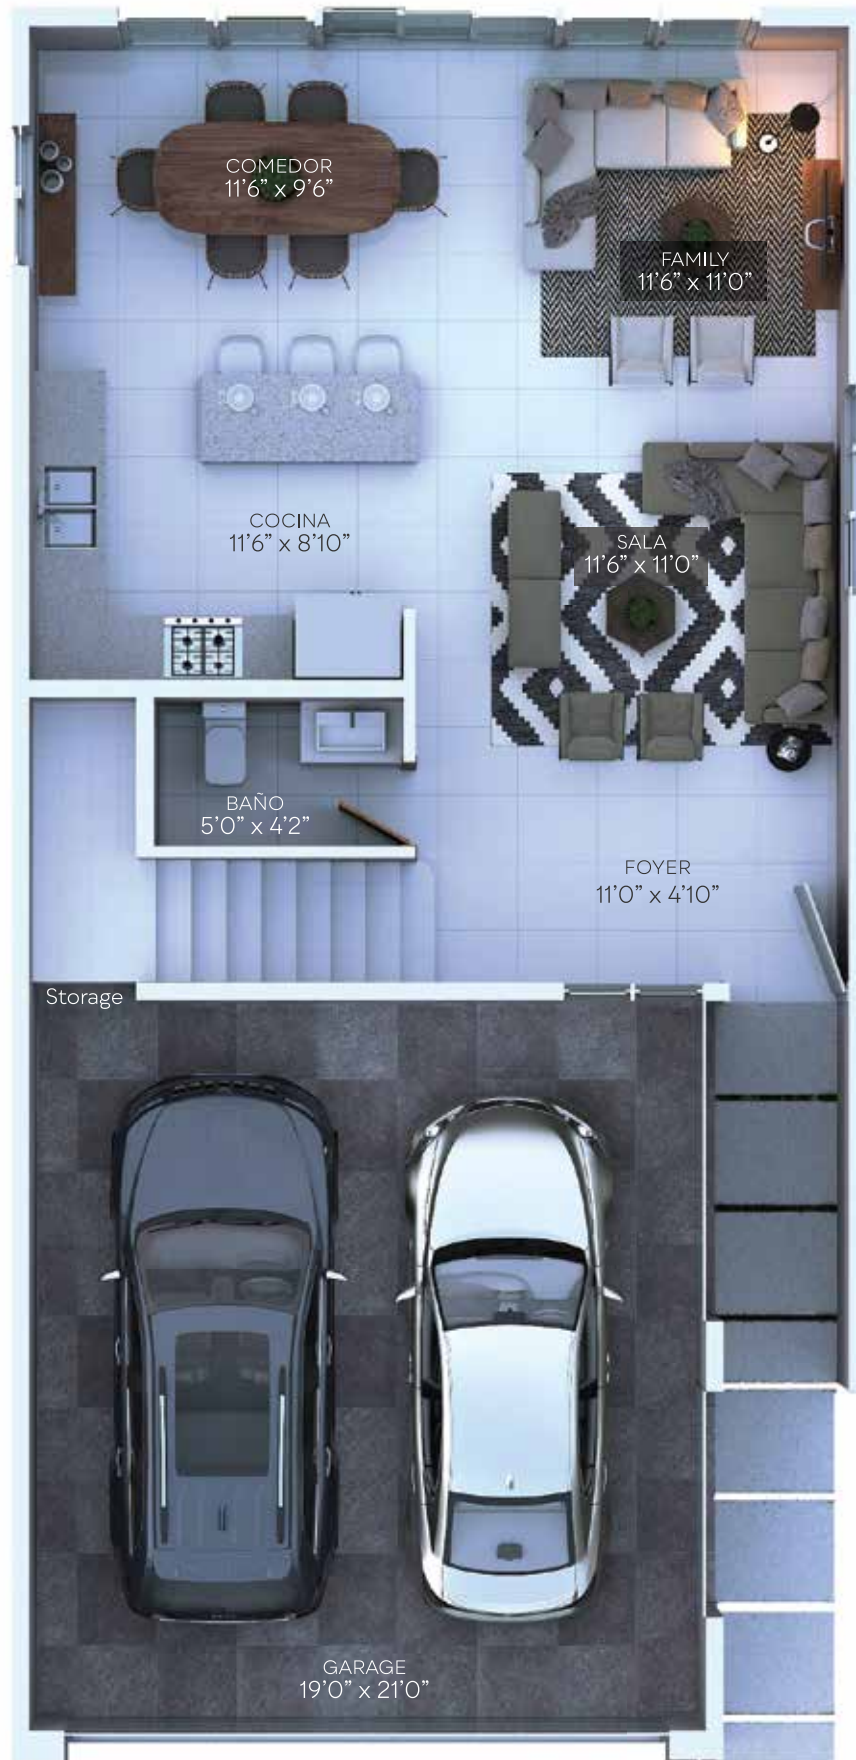 COMEDOR
11'6” x 9'6”
FAMILY
11'6” x 11'0”
COCINA
11'6” x 8'10”
SALA
11'6” x 11'0”
BAÑO
5'0” x 4'2”
FOYER
11'0” x 4'10”
Storage
GARAGE
19'0” x 21'0”